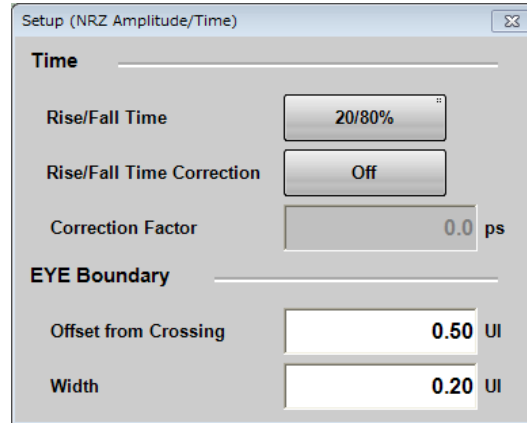 Setup (NRZ Amplitude/Time)
Time
Rise/Fall Time 20/80%
Rise/Fall Time Correction Off
Correction Factor 0.0 ps
EYE Boundary
Offset from Crossing 0.50 UI
Width 0.20 UI